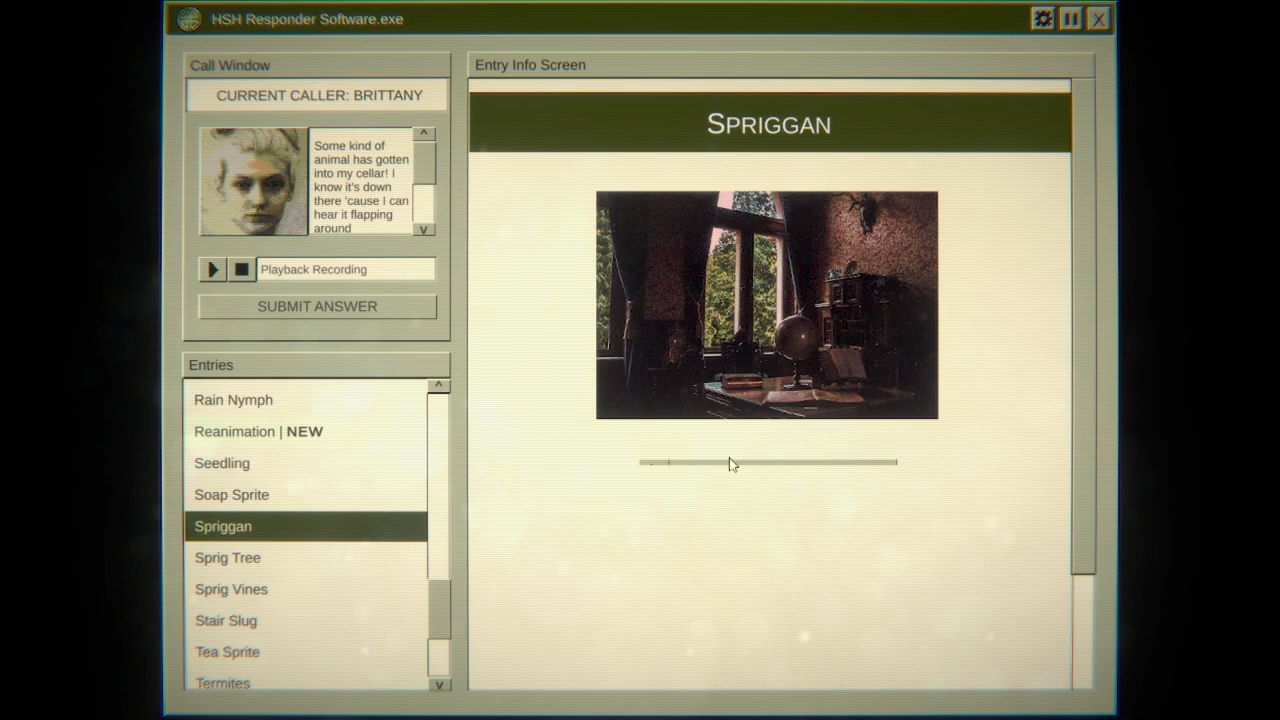 HSH Responder Software.exe
Call Window
CURRENT CALLER: BRITTANY
Some kind of
animal has gotten
into my cellar! I
know it's down
there 'cause I can
hear it flapping
around
Playback Recording
SUBMIT ANSWER
Entries
Rain Nymph
Reanimation | NEW
Seedling
Soap Sprite
Spriggan
Sprig Tree
Sprig Vines
Stair Slug
Tea Sprite
Termites
Entry Info Screen
SPRIGGAN